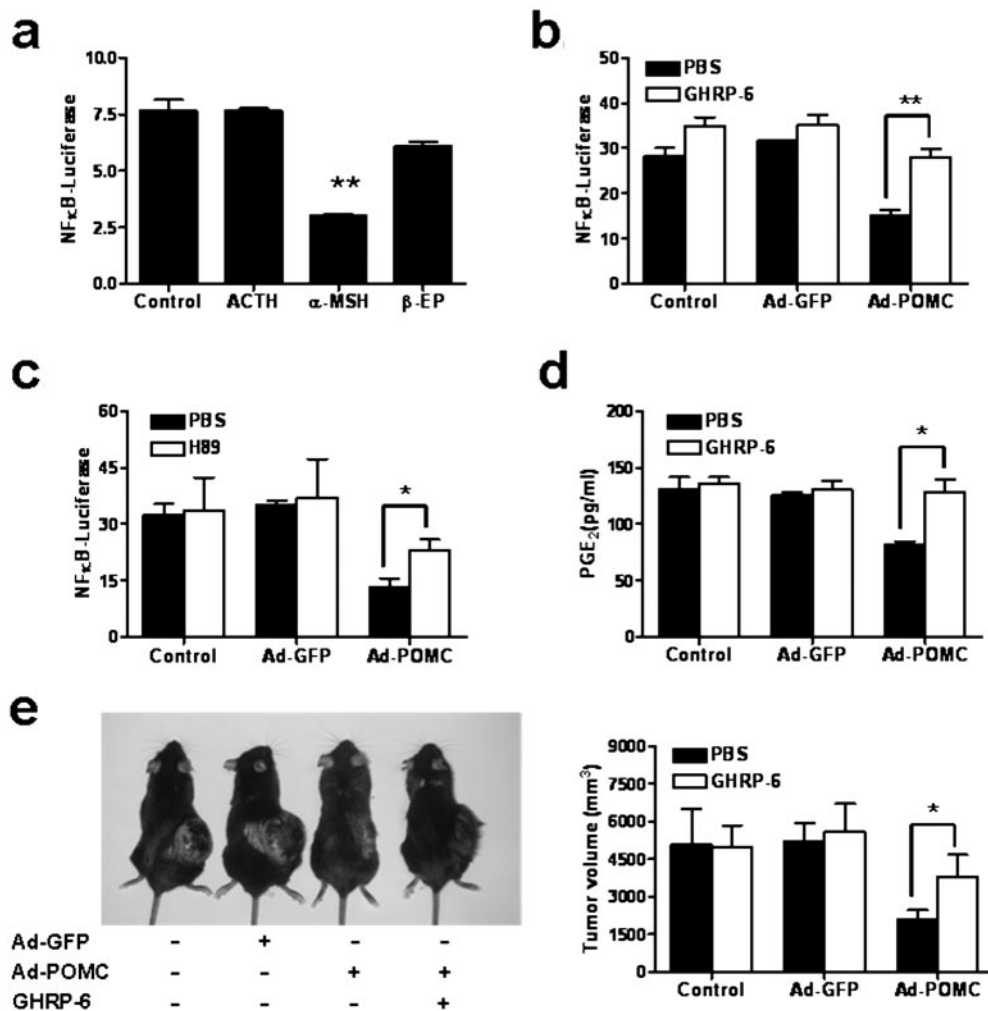 a
10.0
7.5
5.0
2.5
0.0
NFκB-Luciferase
**
Control ACTH α-MSH β-EP
b
PBS
GHRP-6
40
30
20
10
0
NFκB-Luciferase
**
Control Ad-GFP Ad-POMC
c
PBS
H89
60
45
30
15
0
NFκB-Luciferase
*
Control Ad-GFP Ad-POMC
d
PBS
GHRP-6
200
150
100
50
0
PGE₂(pg/ml)
*
Control Ad-GFP Ad-POMC
e
Ad-GFP - + - -
Ad-POMC - - + +
GHRP-6 - - - +
PBS
GHRP-6
9000
7500
6000
4500
3000
1500
0
Tumor volume (mm³)
*
Control Ad-GFP Ad-POMC